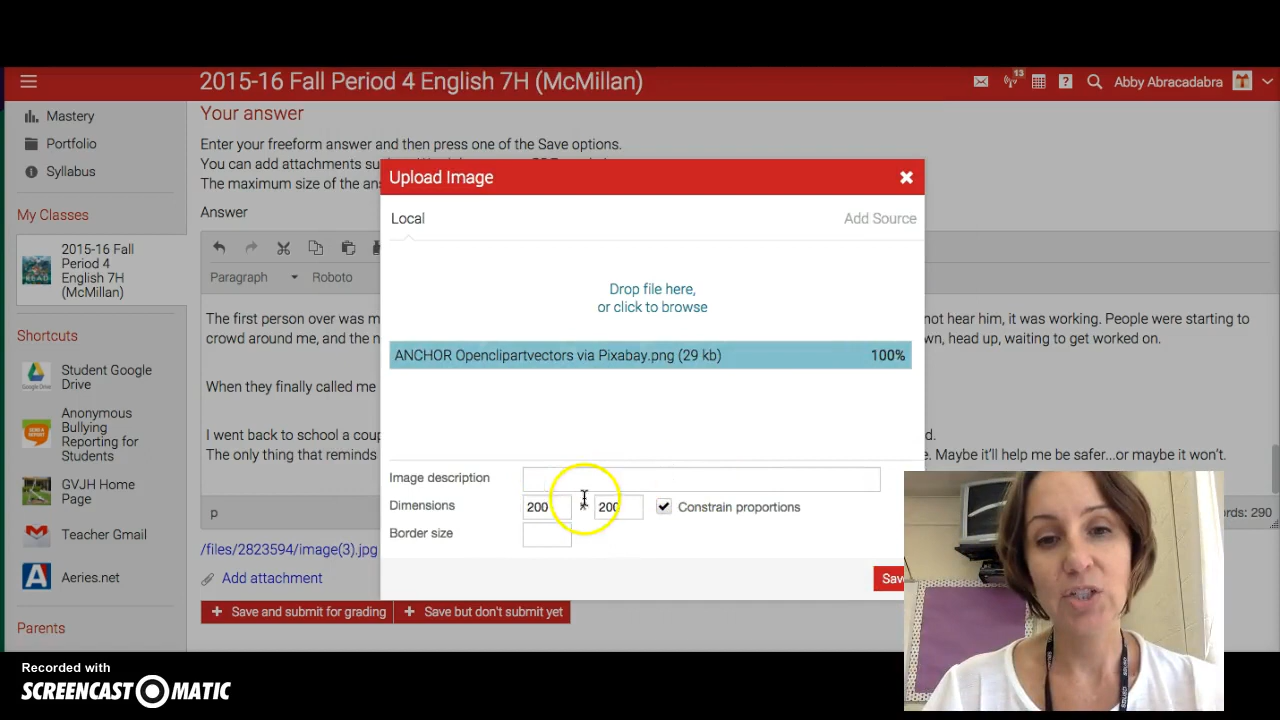 2015-16 Fall Period 4 English 7H (McMillan)
13
Abby Abracadabra
Mastery
Portfolio
Syllabus
My Classes
2015-16 Fall
Period 4
English 7H
(McMillan)
Shortcuts
Student Google
Drive
Anonymous
Bullying
Reporting for
Students
GVJH Home
Page
Teacher Gmail
Aeries.net
Parents
Your answer
Enter your freeform answer and then press one of the Save options.
You can add attachments
The maximum size of the
Answer
Paragraph Roboto
The first person over was not hear him, it was working. People were starting to
crowd around me, and the down, head up, waiting to get worked on.
When they finally called me
I went back to school a
The only thing that reminds Maybe it'll help me be safer...or maybe it won't.
p
290
/files/2823594/image(3).jpg
Add attachment
+ Save and submit for grading + Save but don't submit yet
Upload Image
Local Add Source
Drop file here,
or click to browse
ANCHOR Openclipartvectors via Pixabay.png (29 kb) 100%
Image description
Dimensions 200 × 200 Constrain proportions
Border size
Save
Recorded with
SCREENCAST-O-MATIC